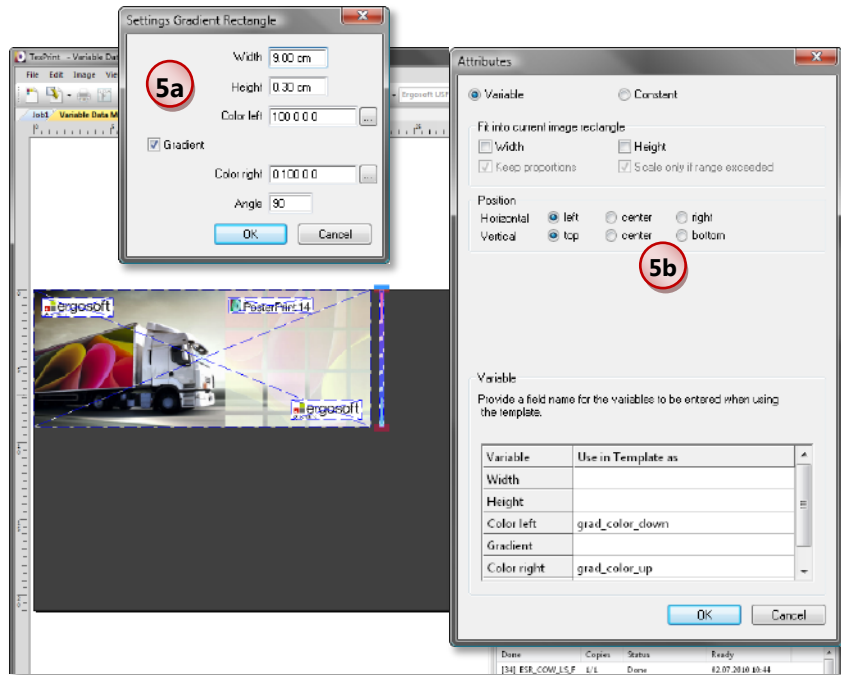 Settings Gradient Rectangle
Width 9.00 cm
5a
Height 0.30 cm
Color left 100 0 0 0 ...
Gradient
Color right 0 100 0 0 ...
Angle 90
OK Cancel
TexPrint - Variable Dat
File Edit Image Vie
Ergosoft USF
Job1 Variable Data M
ergosoft
PosterPrint 14
ergosoft
Attributes
Variable Constant
Fit into current image rectangle
Width Height
Keep proportions Scale only if range exceeded
Position
Horizontal left center right
Vertical top center bottom
5b
Variable
Provide a field name for the variables to be entered when using
the template.
Variable Use in Template as
Width
Height
Color left grad_color_down
Gradient
Color right grad_color_up
OK Cancel
Done Copies Status Ready
[34] ESR_COW_LS_F 1/1 Done 02.07.2010 10:44